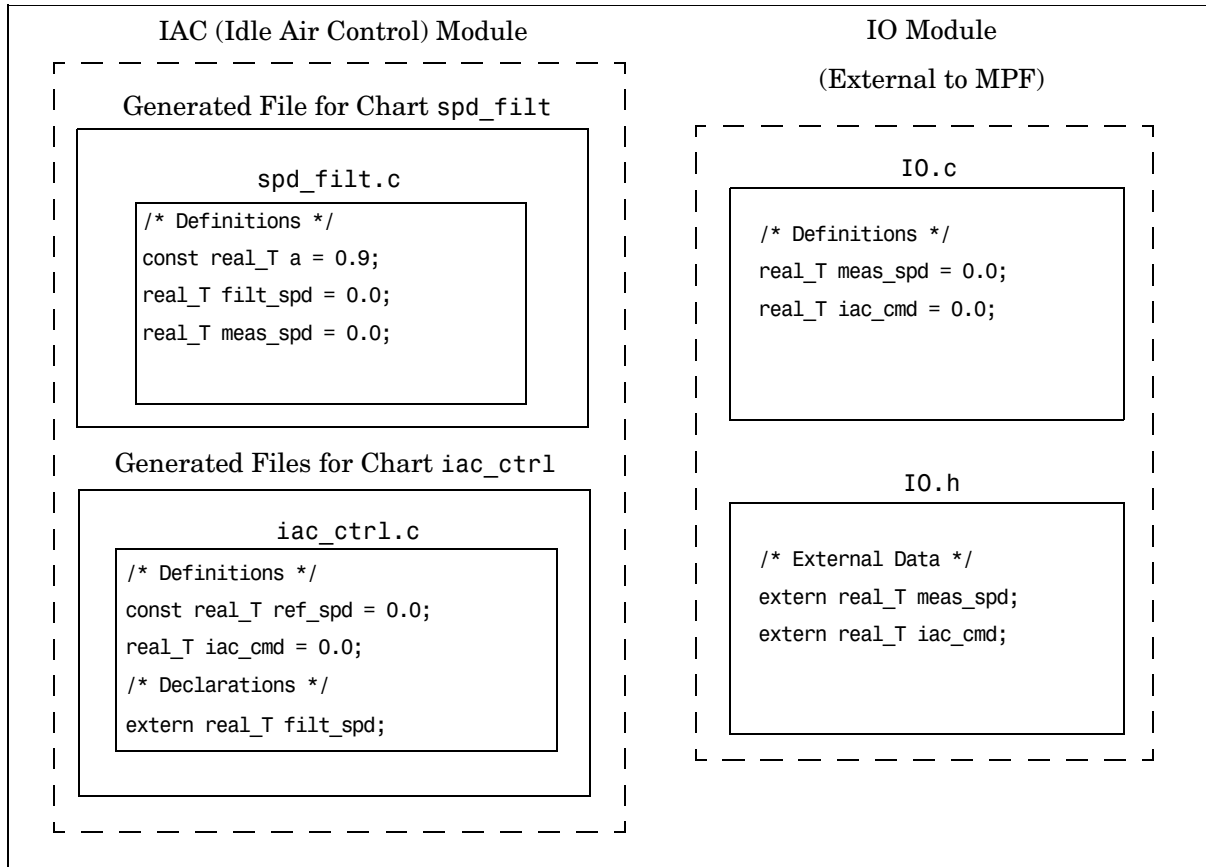 IAC (Idle Air Control) Module
Generated File for Chart spd_filt
spd_filt.c
/* Definitions */
const real_T a = 0.9;
real_T filt_spd = 0.0;
real_T meas_spd = 0.0;
Generated Files for Chart iac_ctrl
iac_ctrl.c
/* Definitions */
const real_T ref_spd = 0.0;
real_T iac_cmd = 0.0;
/* Declarations */
extern real_T filt_spd;
IO Module
(External to MPF)
IO.c
/* Definitions */
real_T meas_spd = 0.0;
real_T iac_cmd = 0.0;
IO.h
/* External Data */
extern real_T meas_spd;
extern real_T iac_cmd;